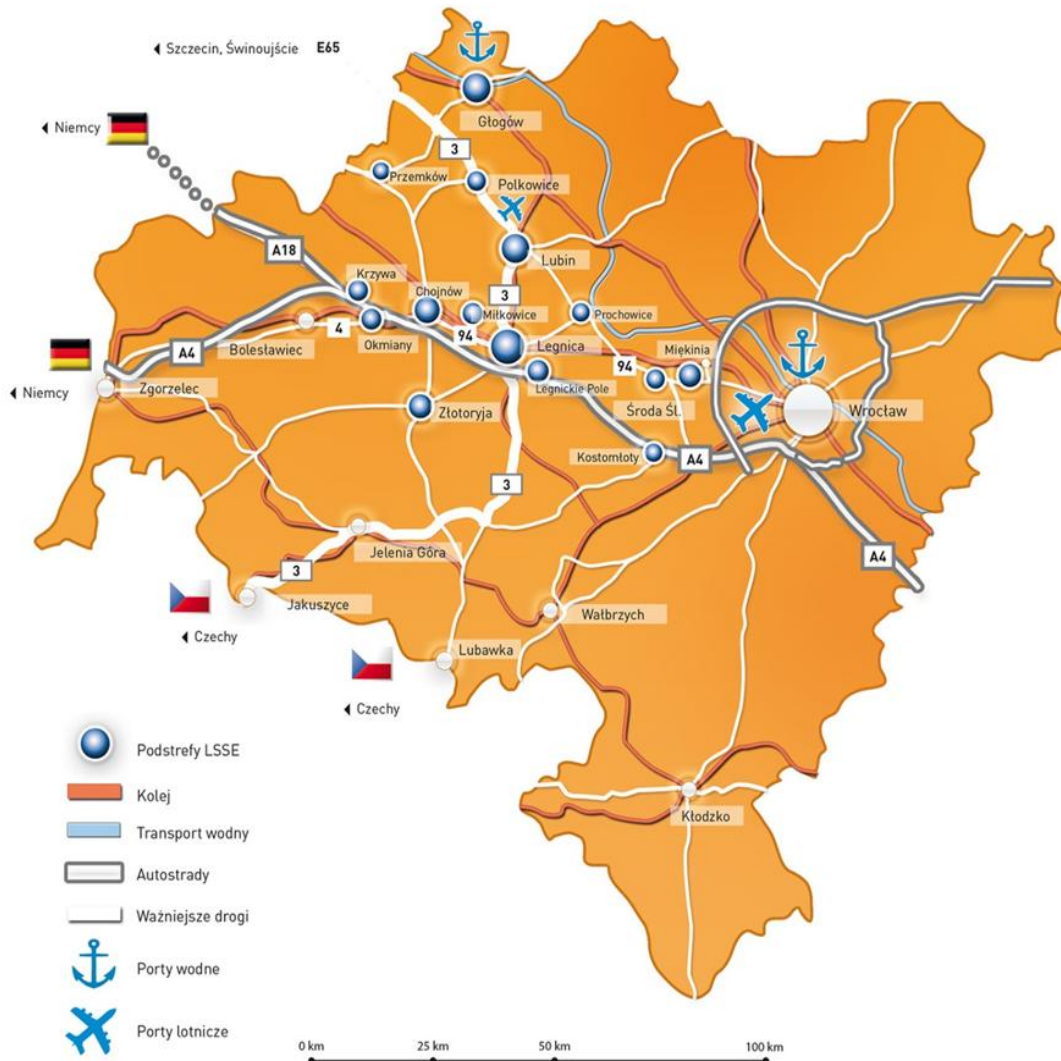 Szczecin, Świnoujście E65
Niemcy
Głogów
3
Przemków
Polkowice
A18
Lubin
Krzywa
Chojnów
3
Miłkowice
Prochowice
4
94
Bolesławiec
Okmiany
Legnica
Miękinia
A4
94
Niemcy
Zgorzelec
Legnickie Pole
Złotoryja
Środa Śl.
Wrocław
Kostomłoty
A4
3
Jelenia Góra
A4
3
Jakuszyce
Wałbrzych
Czechy
Lubawka
Czechy
Kłodzko
Podstrefy LSSE
Kolej
Transport wodny
Autostrady
Ważniejsze drogi
Porty wodne
Porty lotnicze
0 km 25 km 50 km 100 km